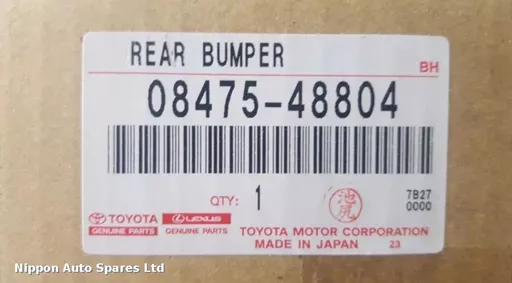 REAR BUMPER
BH
08475-48804
QTY: 1
7B27
0000
TOYOTA LEXUS
GENUINE PARTS GENUINE PARTS
TOYOTA MOTOR CORPORATION
MADE IN JAPAN 23
Nippon Auto Spares Ltd